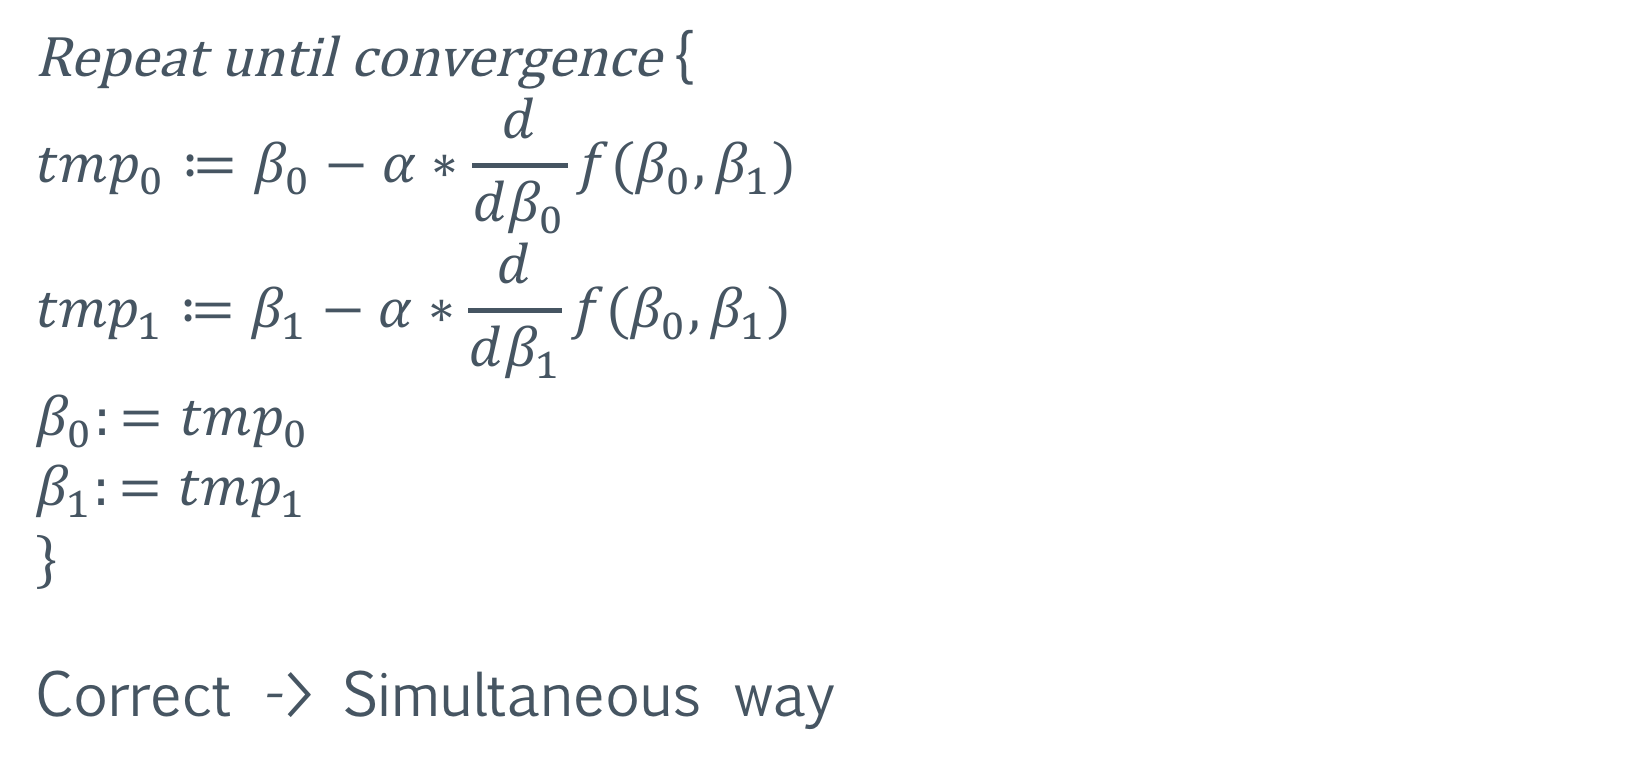 Repeat until convergence {
tmp₀ ≔ β₀ − α * d/dβ₀ f(β₀, β₁)
tmp₁ ≔ β₁ − α * d/dβ₁ f(β₀, β₁)
β₀: = tmp₀
β₁: = tmp₁
}
Correct -> Simultaneous way